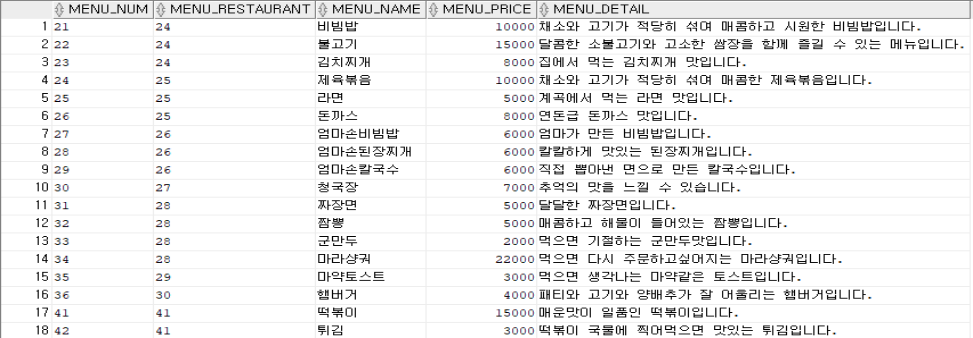 MENU_NUM MENU_RESTAURANT MENU_NAME MENU_PRICE MENU_DETAIL
1 21 24 비빔밥 10000 채소와 고기가 적당히 섞여 매콤하고 시원한 비빔밥입니다.
2 22 24 불고기 15000 달콤한 소불고기와 고소한 쌈장을 함께 즐길 수 있는 메뉴입니다.
3 23 24 김치찌개 8000 집에서 먹는 김치찌개 맛입니다.
4 24 25 제육볶음 10000 채소와 고기가 적당히 섞여 매콤한 제육볶음입니다.
5 25 25 라면 5000 계곡에서 먹는 라면 맛입니다.
6 26 25 돈까스 8000 연돈급 돈까스 맛입니다.
7 27 26 엄마손비빔밥 6000 엄마가 만든 비빔밥입니다.
8 28 26 엄마손된장찌개 6000 칼칼하게 맛있는 된장찌개입니다.
9 29 26 엄마손칼국수 6000 직접 뽑아낸 면으로 만든 칼국수입니다.
10 30 27 청국장 7000 추억의 맛을 느낄 수 있습니다.
11 31 28 짜장면 5000 달달한 짜장면입니다.
12 32 28 짬뽕 5000 매콤하고 해물이 들어있는 짬뽕입니다.
13 33 28 군만두 2000 먹으면 기절하는 군만두맛입니다.
14 34 28 마라샹궈 22000 먹으면 다시 주문하고싶어지는 마라샹궈입니다.
15 35 29 마약토스트 3000 먹으면 생각나는 마약같은 토스트입니다.
16 36 30 햄버거 4000 패티와 고기와 양배추가 잘 어울리는 햄버거입니다.
17 41 41 떡볶이 15000 매운맛이 일품인 떡볶이입니다.
18 42 41 튀김 3000 떡볶이 국물에 찍어먹으면 맛있는 튀김입니다.